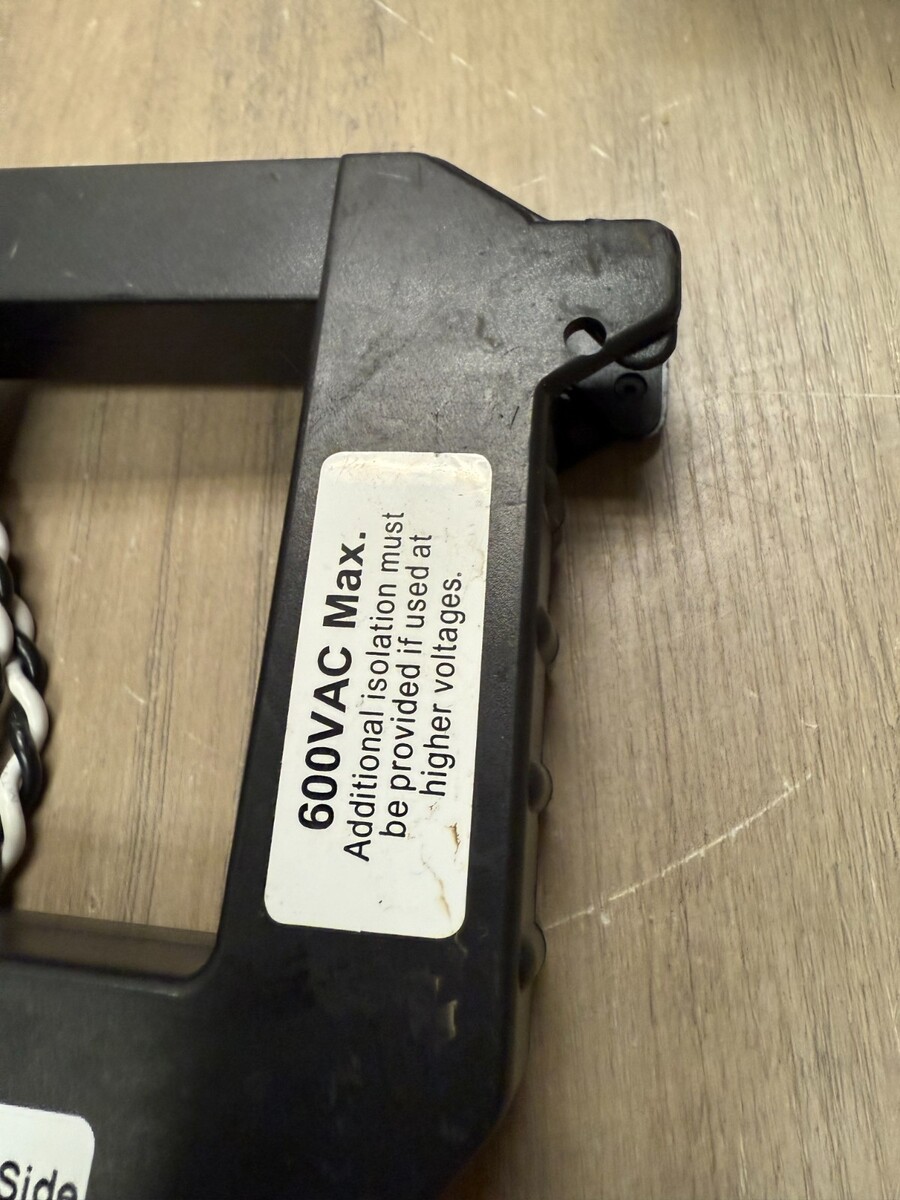 600VAC Max.
Additional isolation must
be provided if used at
higher voltages.
Side